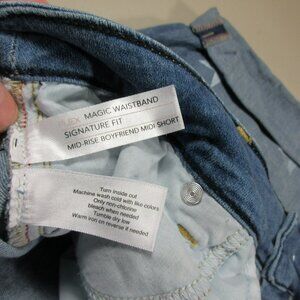 FLEX MAGIC WAISTBAND
SIGNATURE FIT
MID-RISE BOYFRIEND MIDI SHORT
Turn inside out
Machine wash cold with like colors
Only non-chlorine
bleach when needed
Tumble dry low
Warm iron on reverse if needed